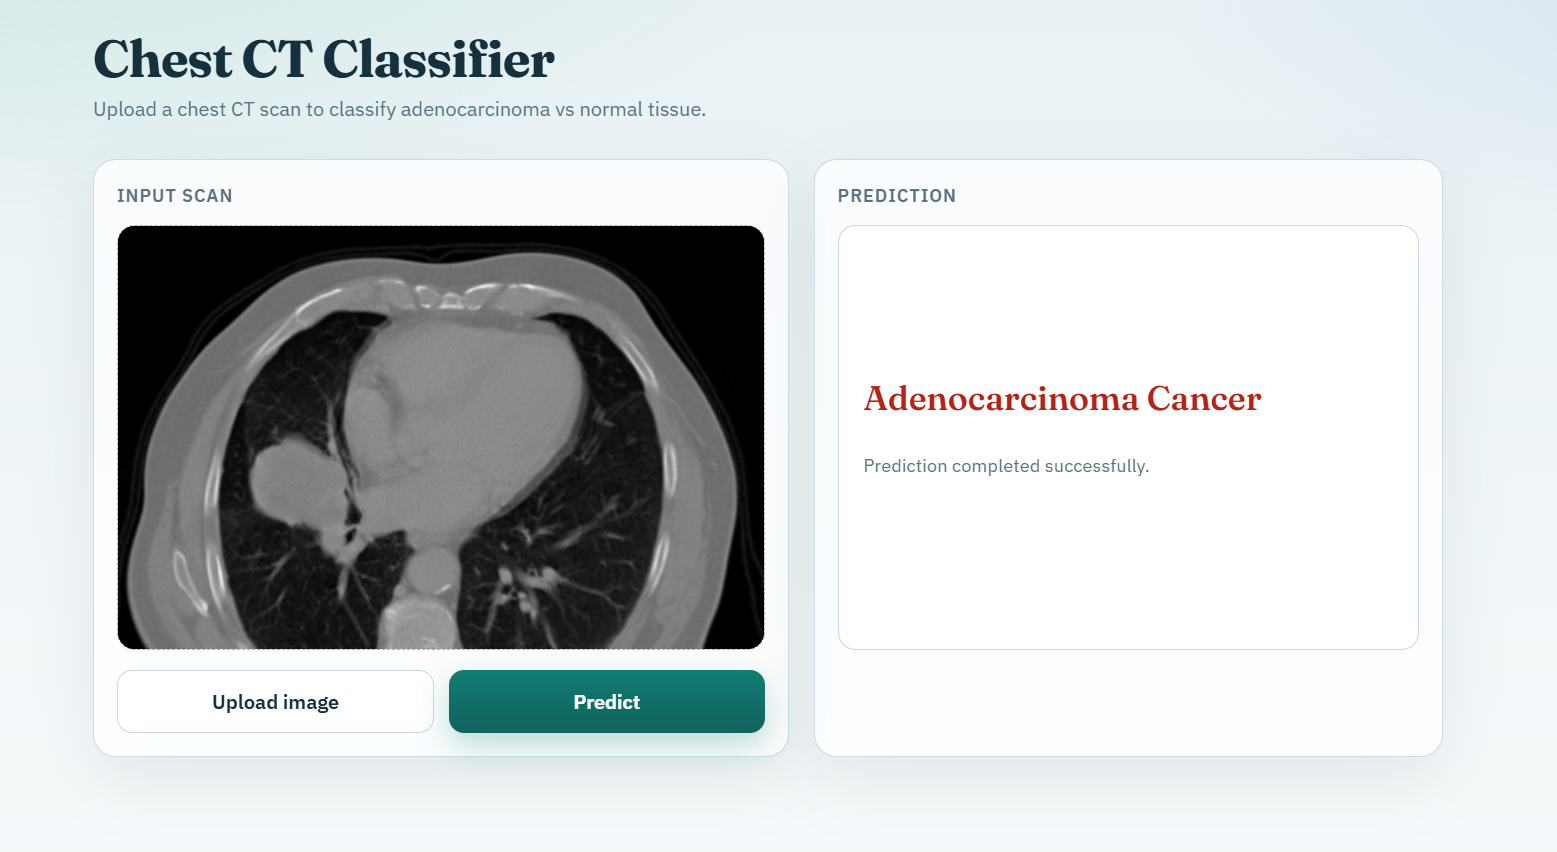 Chest CT Classifier
Upload a chest CT scan to classify adenocarcinoma vs normal tissue.
INPUT SCAN
PREDICTION
Adenocarcinoma Cancer
Prediction completed successfully.
Upload image
Predict